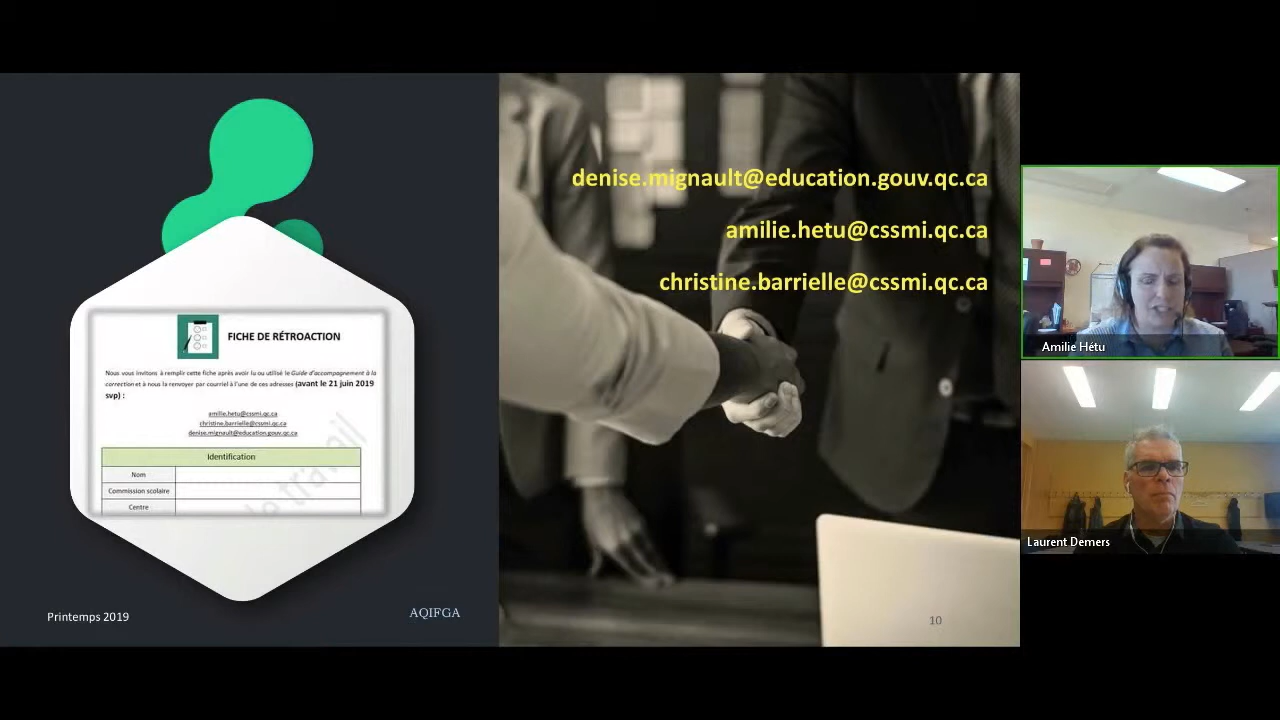 FICHE DE RÉTROACTION
Nous vous invitons à remplir cette fiche après avoir lu ou utilisé le Guide d'accompagnement à la
correction et à nous la renvoyer par courriel à l'une de ces adresses (avant le 21 juin 2019
svp) :
amilie.hetu@cssmi.qc.ca
christine.barrielle@cssmi.qc.ca
denise.mignault@education.gouv.qc.ca
Identification
Nom
Commission scolaire
Centre
de travail
Printemps 2019
AQIFGA
denise.mignault@education.gouv.qc.ca
amilie.hetu@cssmi.qc.ca
christine.barrielle@cssmi.qc.ca
10
Amilie Hétu
Laurent Demers